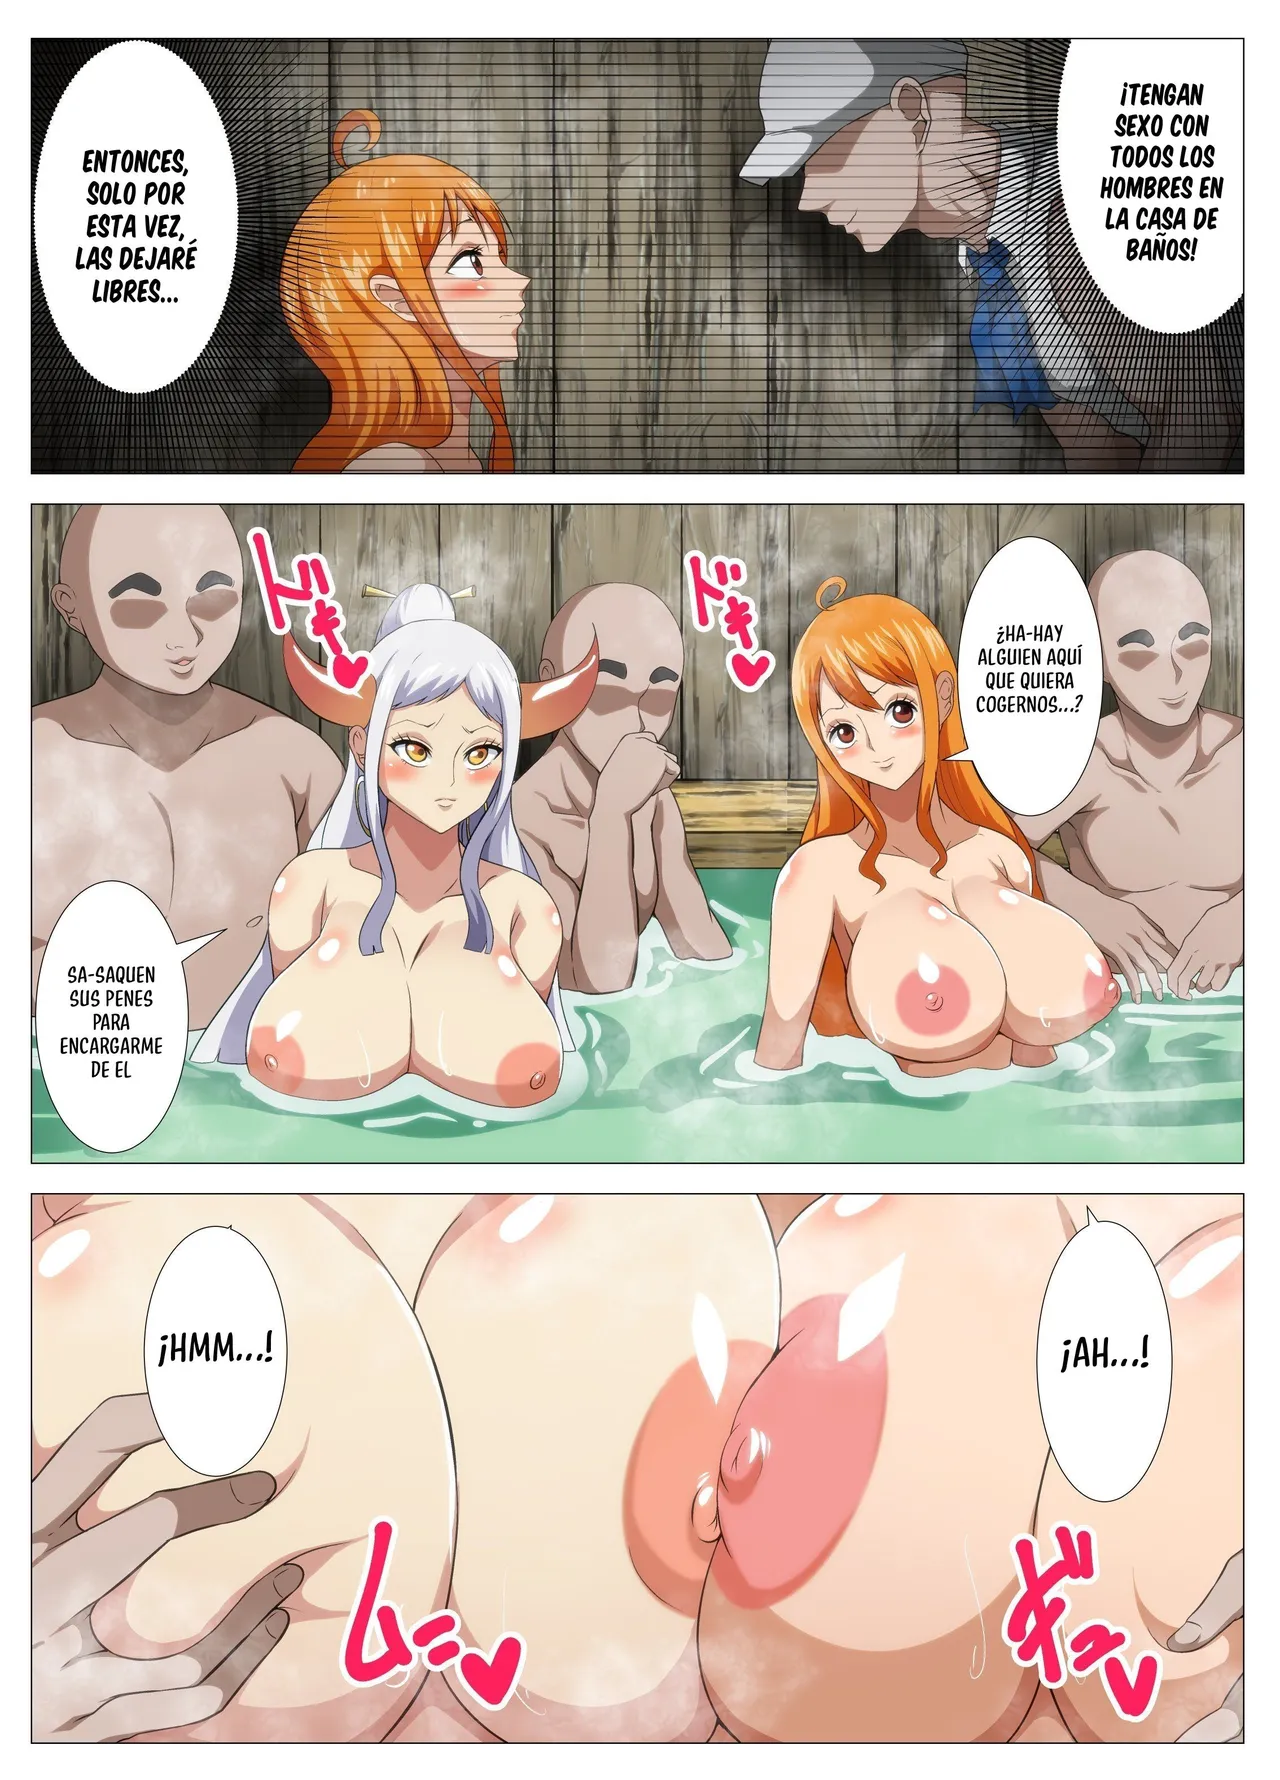 ¡TENGAN
SEXO CON
TODOS LOS
HOMBRES EN
LA CASA DE
BAÑOS!
ENTONCES,
SOLO POR
ESTA VEZ,
LAS DEJARÉ
LIBRES...
ドキ♥
ドキ♥
¿HA-HAY
ALGUIEN AQUÍ
QUE QUIERA
COGERNOS...?
SA-SAQUEN
SUS PENES
PARA
ENCARGARME
DE EL
¡HMM...!
¡AH...!
ムニ♥
ギュ♥